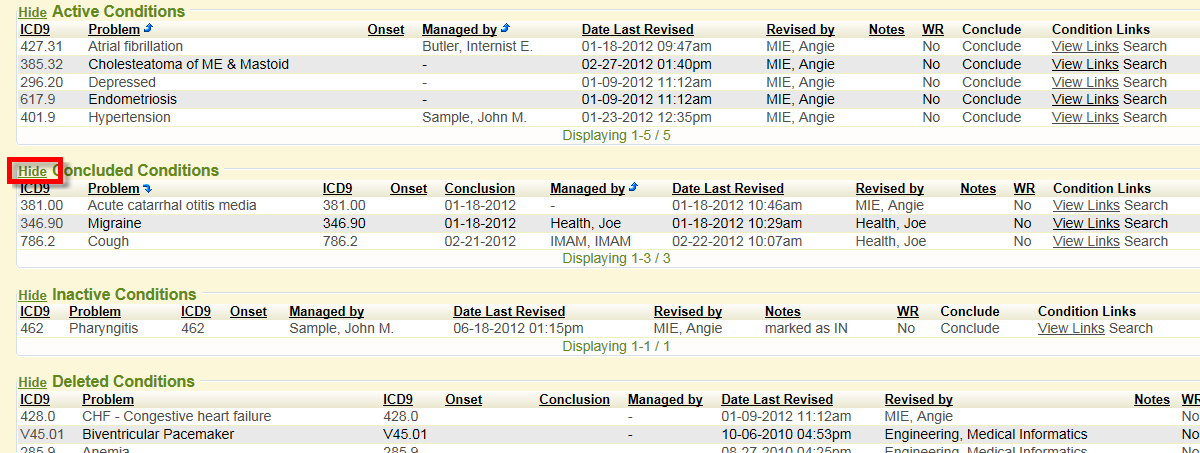 Hide Active Conditions
ICD9 Problem Onset Managed by Date Last Revised Revised by Notes WR Conclude Condition Links
427.31 Atrial fibrillation Butler, Internist E. 01-18-2012 09:47am MIE, Angie No Conclude View Links Search
385.32 Cholesteatoma of ME & Mastoid - 02-27-2012 01:40pm MIE, Angie No Conclude View Links Search
296.20 Depressed - 01-09-2012 11:12am MIE, Angie No Conclude View Links Search
617.9 Endometriosis - 01-09-2012 11:12am MIE, Angie No Conclude View Links Search
401.9 Hypertension Sample, John M. 01-23-2012 12:35pm MIE, Angie No Conclude View Links Search
Displaying 1-5 / 5
Hide Concluded Conditions
ICD9 Problem ICD9 Onset Conclusion Managed by Date Last Revised Revised by Notes WR Condition Links
381.00 Acute catarrhal otitis media 381.00 01-18-2012 - 01-18-2012 10:46am MIE, Angie No View Links Search
346.90 Migraine 346.90 01-18-2012 Health, Joe 01-18-2012 10:29am Health, Joe No View Links Search
786.2 Cough 786.2 02-21-2012 IMAM, IMAM 02-22-2012 10:07am Health, Joe No View Links Search
Displaying 1-3 / 3
Hide Inactive Conditions
ICD9 Problem ICD9 Onset Managed by Date Last Revised Revised by Notes WR Conclude Condition Links
462 Pharyngitis 462 Sample, John M. 06-18-2012 01:15pm MIE, Angie marked as IN No Conclude View Links Search
Displaying 1-1 / 1
Hide Deleted Conditions
ICD9 Problem ICD9 Onset Conclusion Managed by Date Last Revised Revised by Notes WR
428.0 CHF - Congestive heart failure 428.0 - 01-09-2012 11:12am MIE, Angie No
V45.01 Biventricular Pacemaker V45.01 - 10-06-2010 04:53pm Engineering, Medical Informatics No
285.9 Anemia 285.9 08-27-2010 04:25pm Engineering, Medical Informatics No